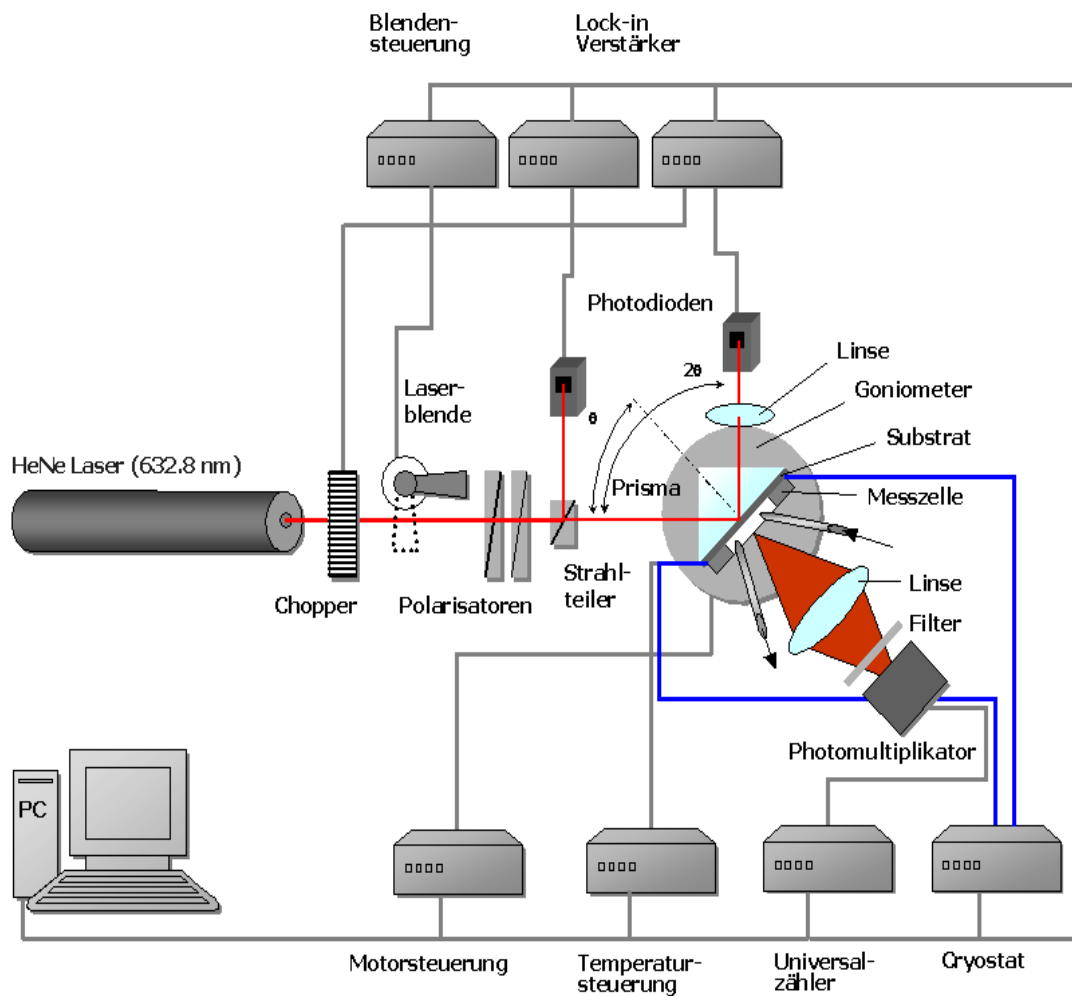 Blenden-
steuerung
Lock-in
Verstärker
Photodioden
2θ
Linse
θ
Goniometer
Laser-
blende
Substrat
HeNe Laser (632.8 nm)
Prisma
Messzelle
Chopper
Polarisatoren
Strahl-
teiler
Linse
Filter
Photomultiplikator
PC
Motorsteuerung
Temperatur-
steuerung
Universal-
zähler
Cryostat